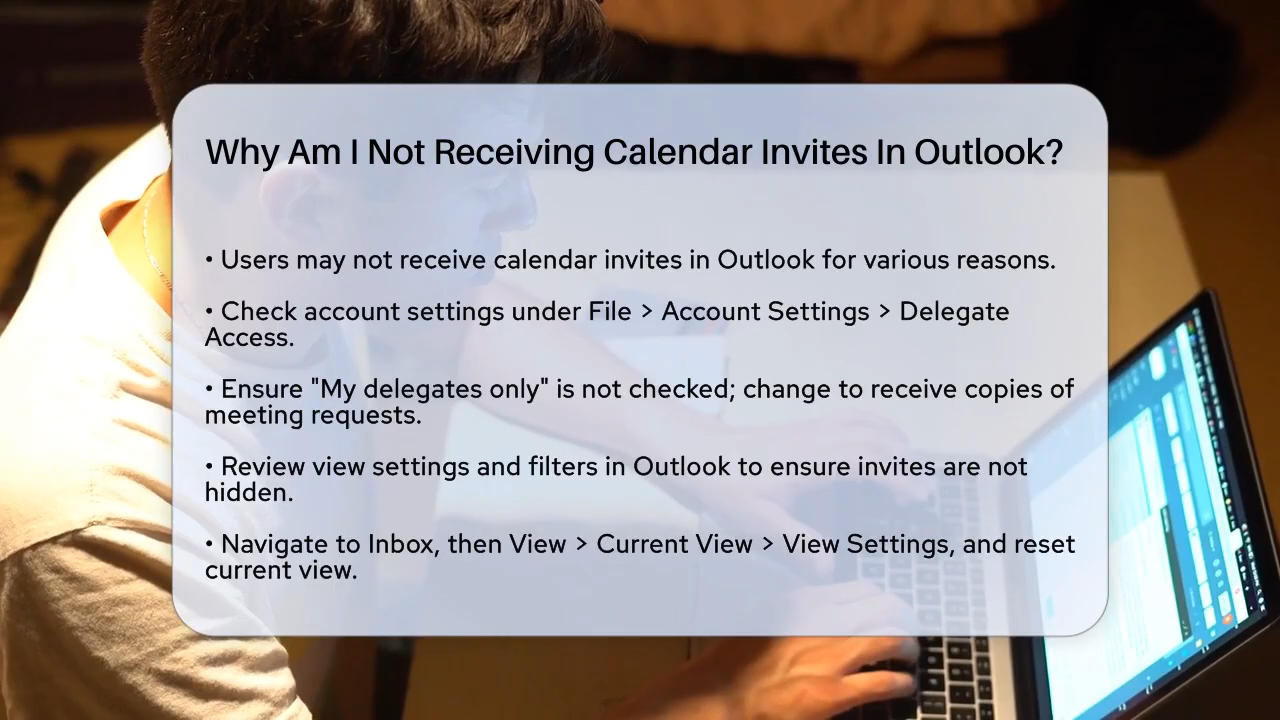 Why Am I Not Receiving Calendar Invites In Outlook?
• Users may not receive calendar invites in Outlook for various reasons.
• Check account settings under File > Account Settings > Delegate
Access.
• Ensure "My delegates only" is not checked; change to receive copies of
meeting requests.
• Review view settings and filters in Outlook to ensure invites are not
hidden.
• Navigate to Inbox, then View > Current View > View Settings, and reset
current view.